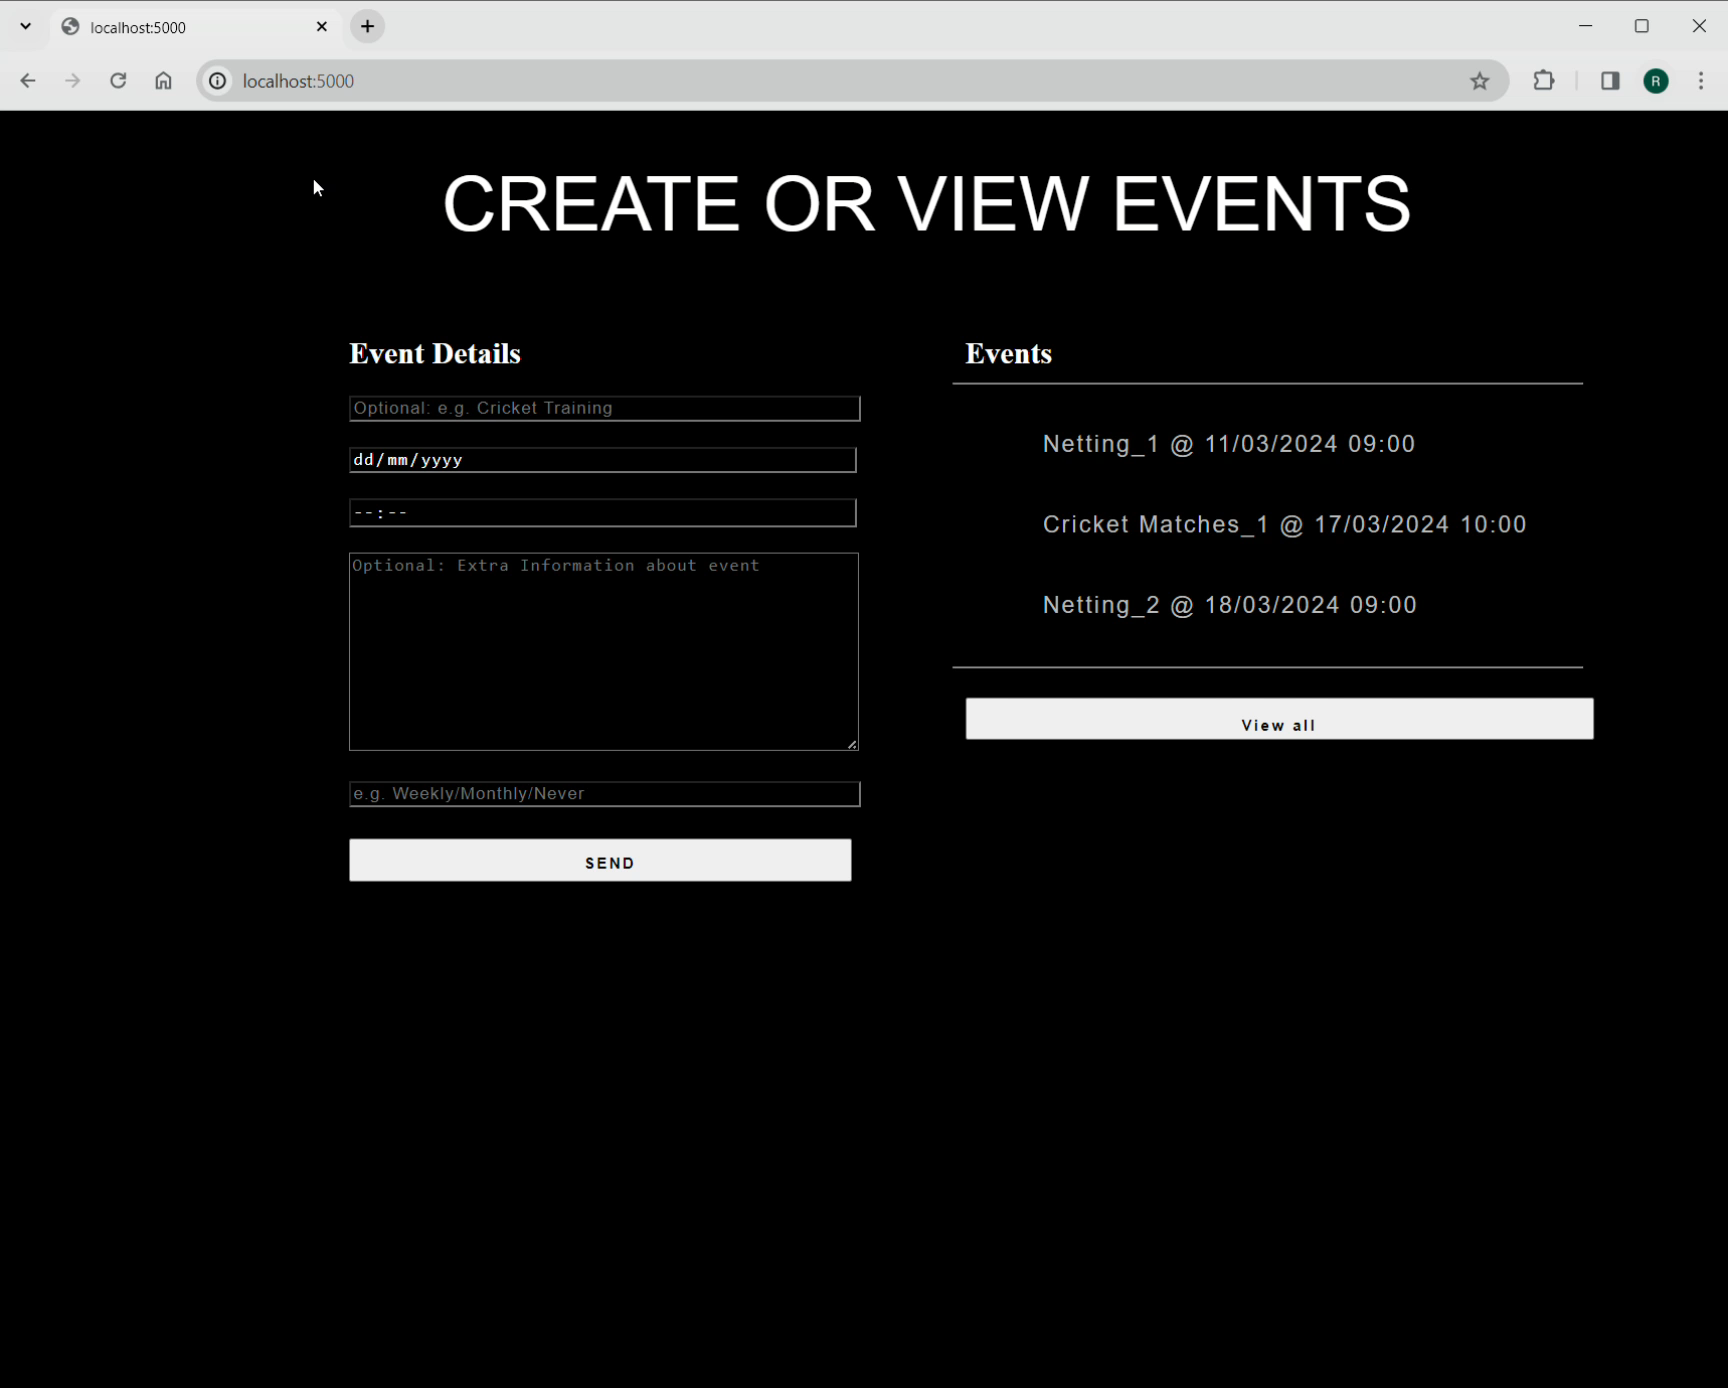 localhost:5000
localhost:5000
R
CREATE OR VIEW EVENTS
Event Details
Optional: e.g. Cricket Training
dd/mm/yyyy
--:--
Optional: Extra Information about event
e.g. Weekly/Monthly/Never
SEND
Events
Netting_1 @ 11/03/2024 09:00
Cricket Matches_1 @ 17/03/2024 10:00
Netting_2 @ 18/03/2024 09:00
View all